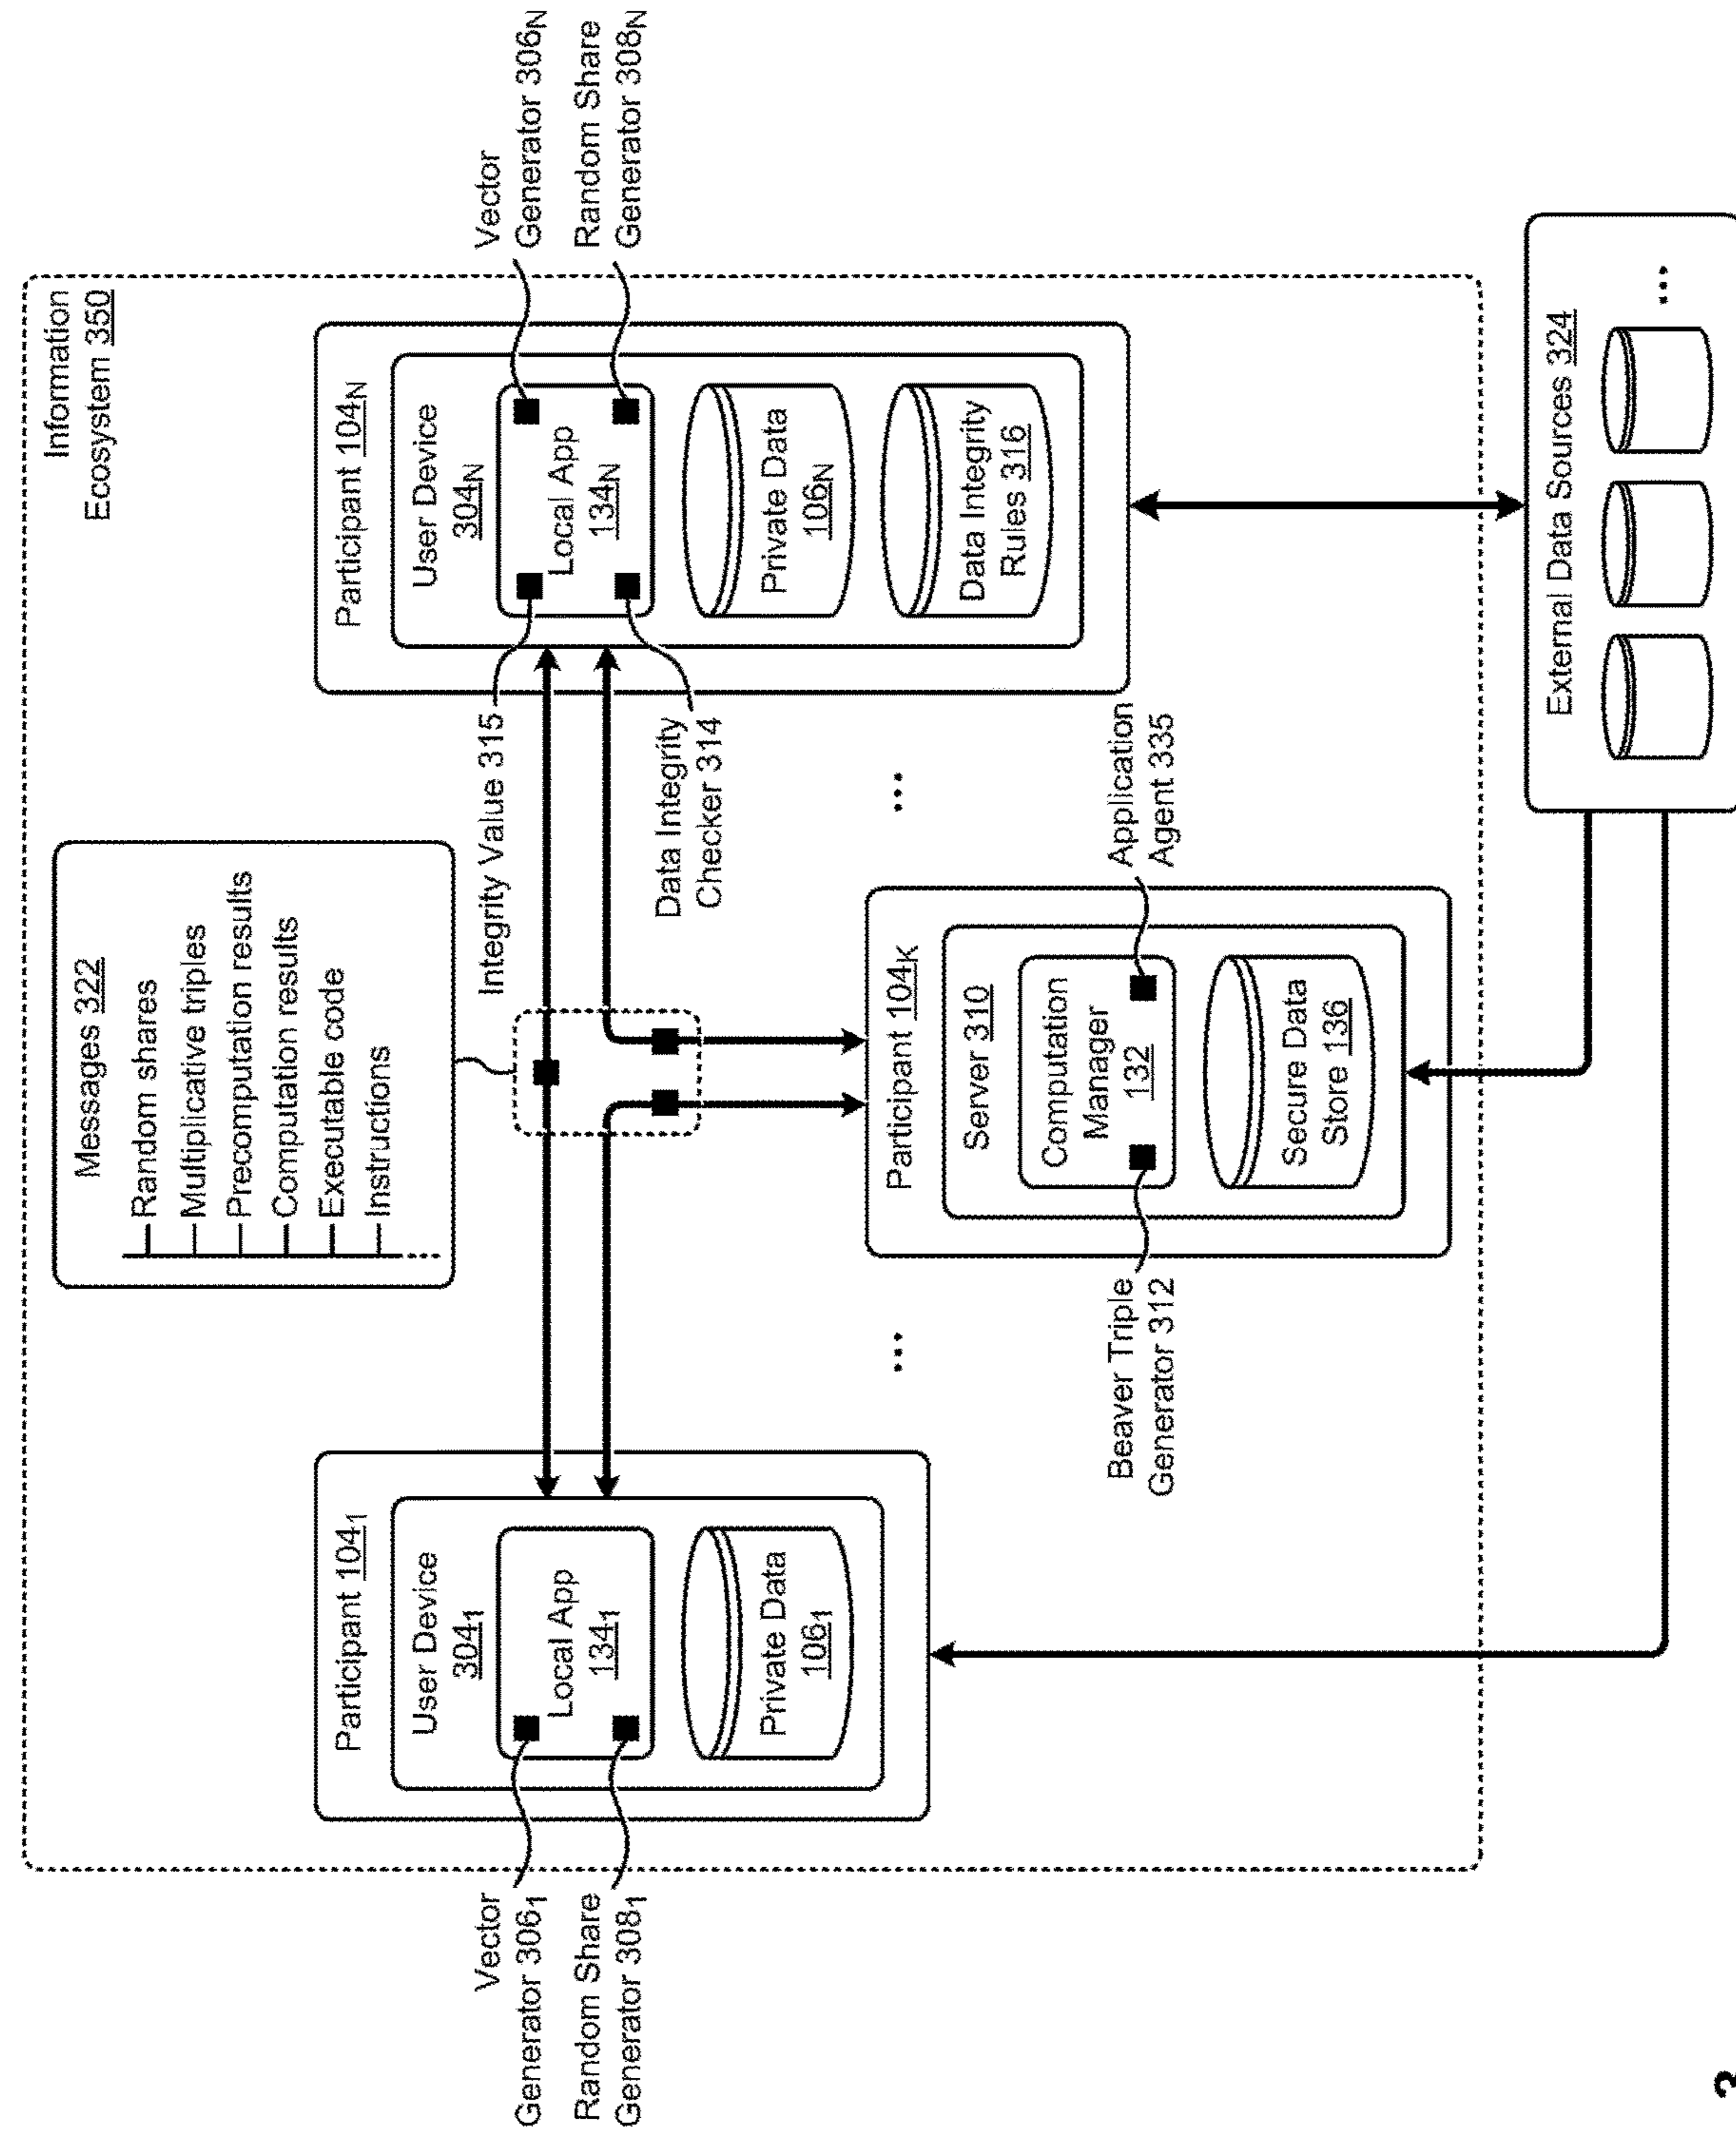 Information
Ecosystem 350
Messages 322
Random shares
Multiplicative triples
Precomputation results
Computation results
Executable code
Instructions
Participant 104₁
User Device
304₁
Local App
134₁
Private Data
106₁
Vector
Generator 306₁
Random Share
Generator 308₁
Integrity Value 315
Data Integrity
Checker 314
Participant 104N
User Device
304N
Local App
134N
Private Data
106N
Data Integrity
Rules 316
Vector
Generator 306N
Random Share
Generator 308N
...
...
Participant 104K
Server 310
Computation
Manager
132
Secure Data
Store 136
Beaver Triple
Generator 312
Application
Agent 335
External Data Sources 324
...